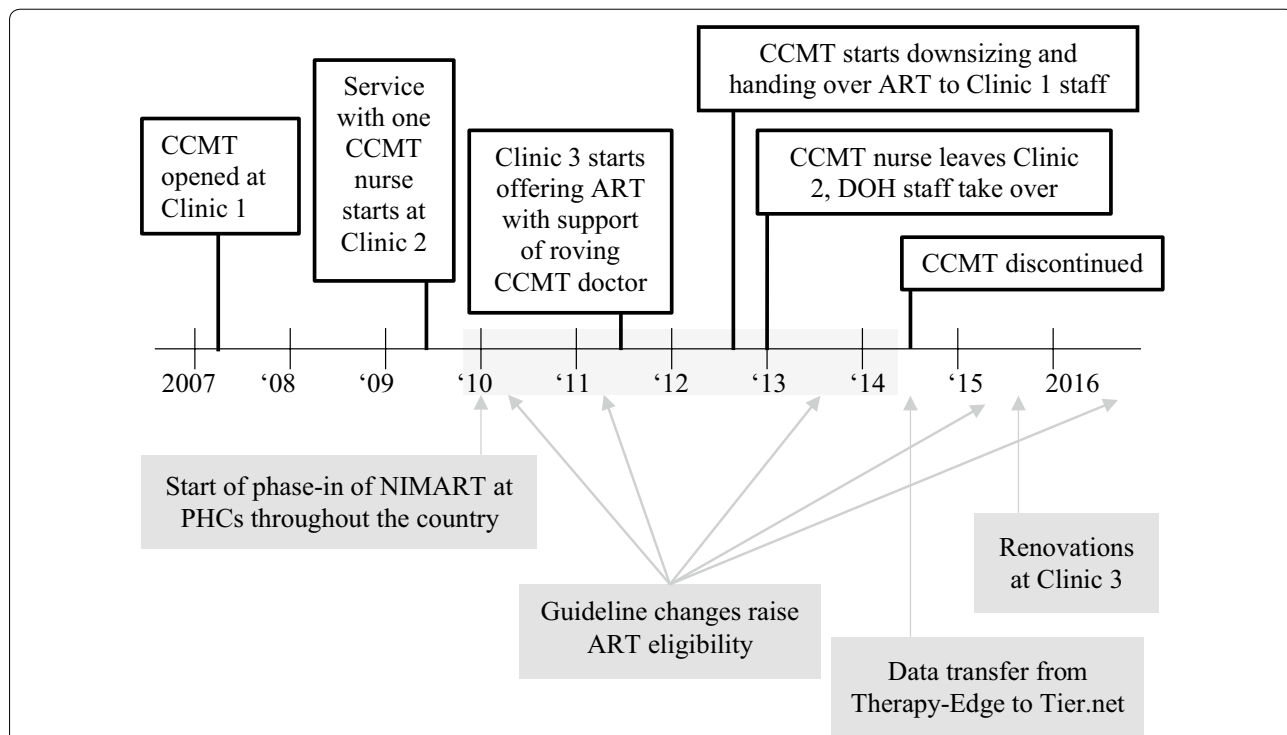 CCMT starts downsizing and
handing over ART to Clinic 1 staff
Service
with one
CCMT
nurse
starts at
Clinic 2
CCMT
opened at
Clinic 1
Clinic 3 starts
offering ART
with support
of roving
CCMT doctor
CCMT nurse leaves Clinic
2, DOH staff take over
CCMT discontinued
2007 ‘08 ‘09 ‘10 ‘11 ‘12 ‘13 ‘14 ‘15 2016
Start of phase-in of NIMART at
PHCs throughout the country
Renovations
at Clinic 3
Guideline changes raise
ART eligibility
Data transfer from
Therapy-Edge to Tier.net